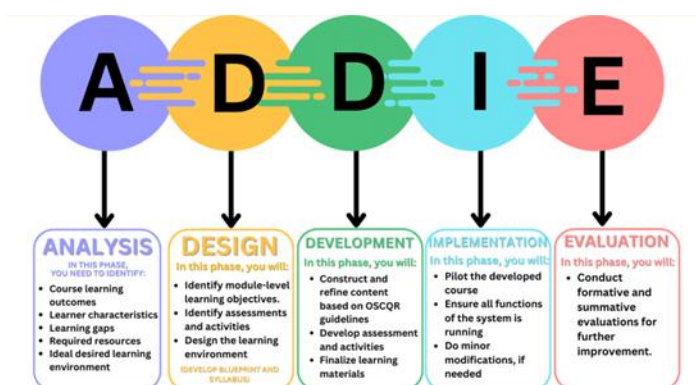 A D D I E
ANALYSIS
IN THIS PHASE,
YOU NEED TO IDENTIFY:
• Course learning
outcomes
• Learner characteristics
• Learning gaps
• Required resources
• Ideal desired learning
environment
DESIGN
In this phase, you will:
• Identify module-level
learning objectives.
• Identify assessments
and activities
• Design the learning
environment
(DEVELOP BLUEPRINT AND
SYLLABUS)
DEVELOPMENT
In this phase, you will:
• Construct and
refine content
based on OSCQR
guidelines
• Develop assessment
and activities
• Finalize learning
materials
IMPLEMENTATION
In this phase, you will:
• Pilot the developed
course
• Ensure all functions
of the system is
running
• Do minor
modifications, if
needed
EVALUATION
In this phase, you will:
• Conduct
formative and
summative
evaluations for
further
improvement.